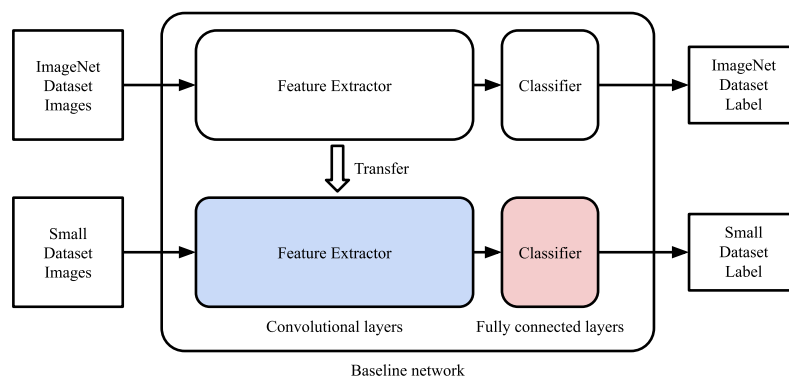 ImageNet
Dataset
Images
Feature Extractor
Classifier
ImageNet
Dataset
Label
Transfer
Small
Dataset
Images
Feature Extractor
Classifier
Small
Dataset
Label
Convolutional layers
Fully connected layers
Baseline network